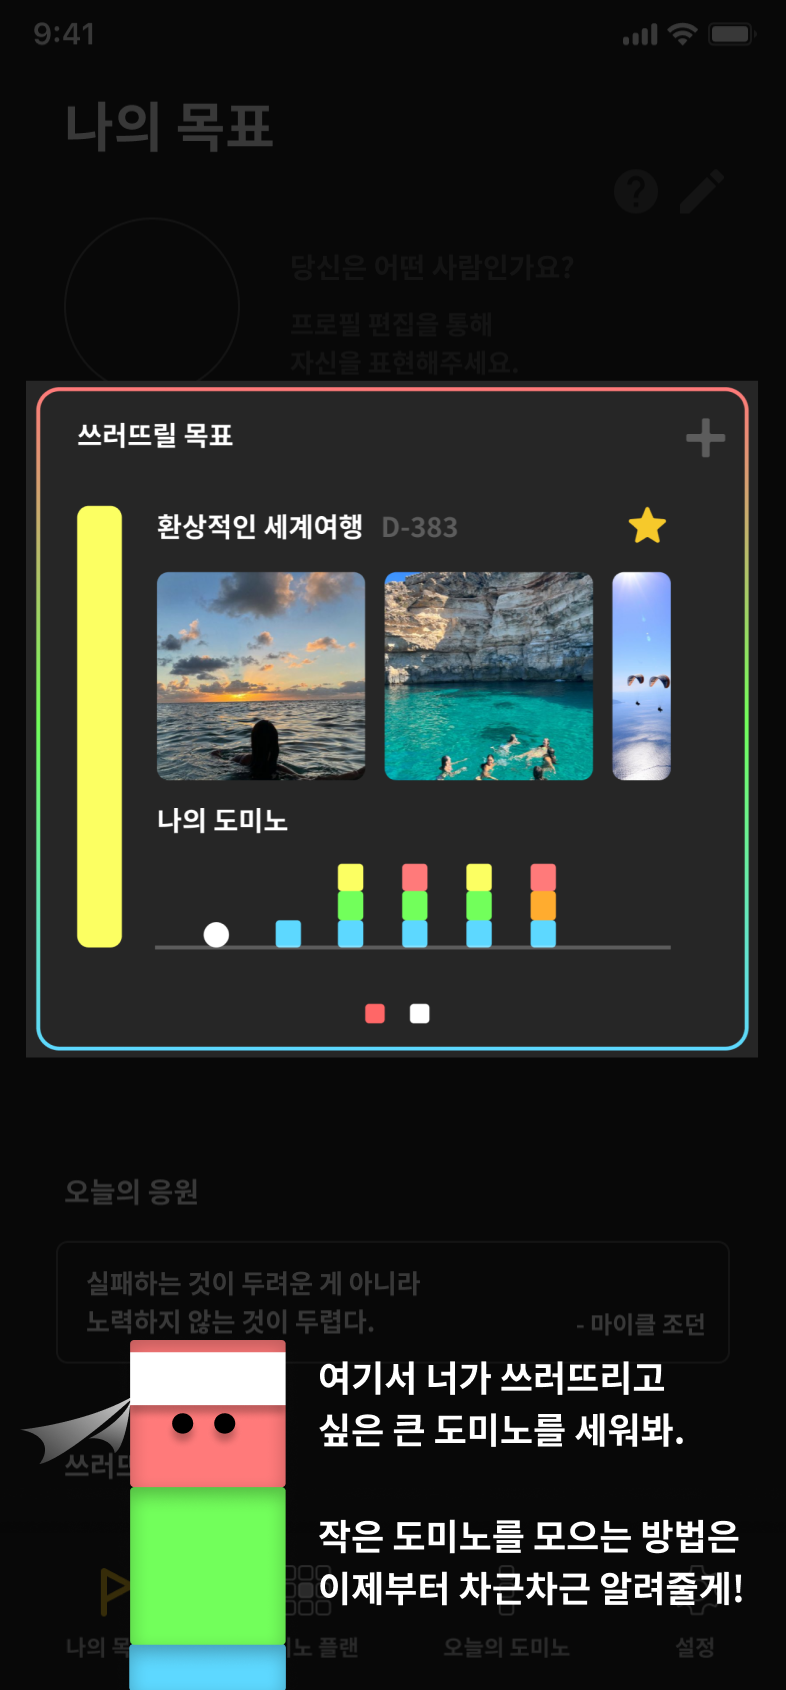 9:41
나의 목표
당신은 어떤 사람인가요?
프로필 편집을 통해
자신을 표현해주세요.
쓰러뜨릴 목표
환상적인 세계여행 D-383
나의 도미노
오늘의 응원
실패하는 것이 두려운 게 아니라
노력하지 않는 것이 두렵다.
- 마이클 조던
여기서 너가 쓰러뜨리고
싶은 큰 도미노를 세워봐.
쓰러뜨
작은 도미노를 모으는 방법은
이제부터 차근차근 알려줄게!
나의 목 노 플랜 오늘의 도미노 설정